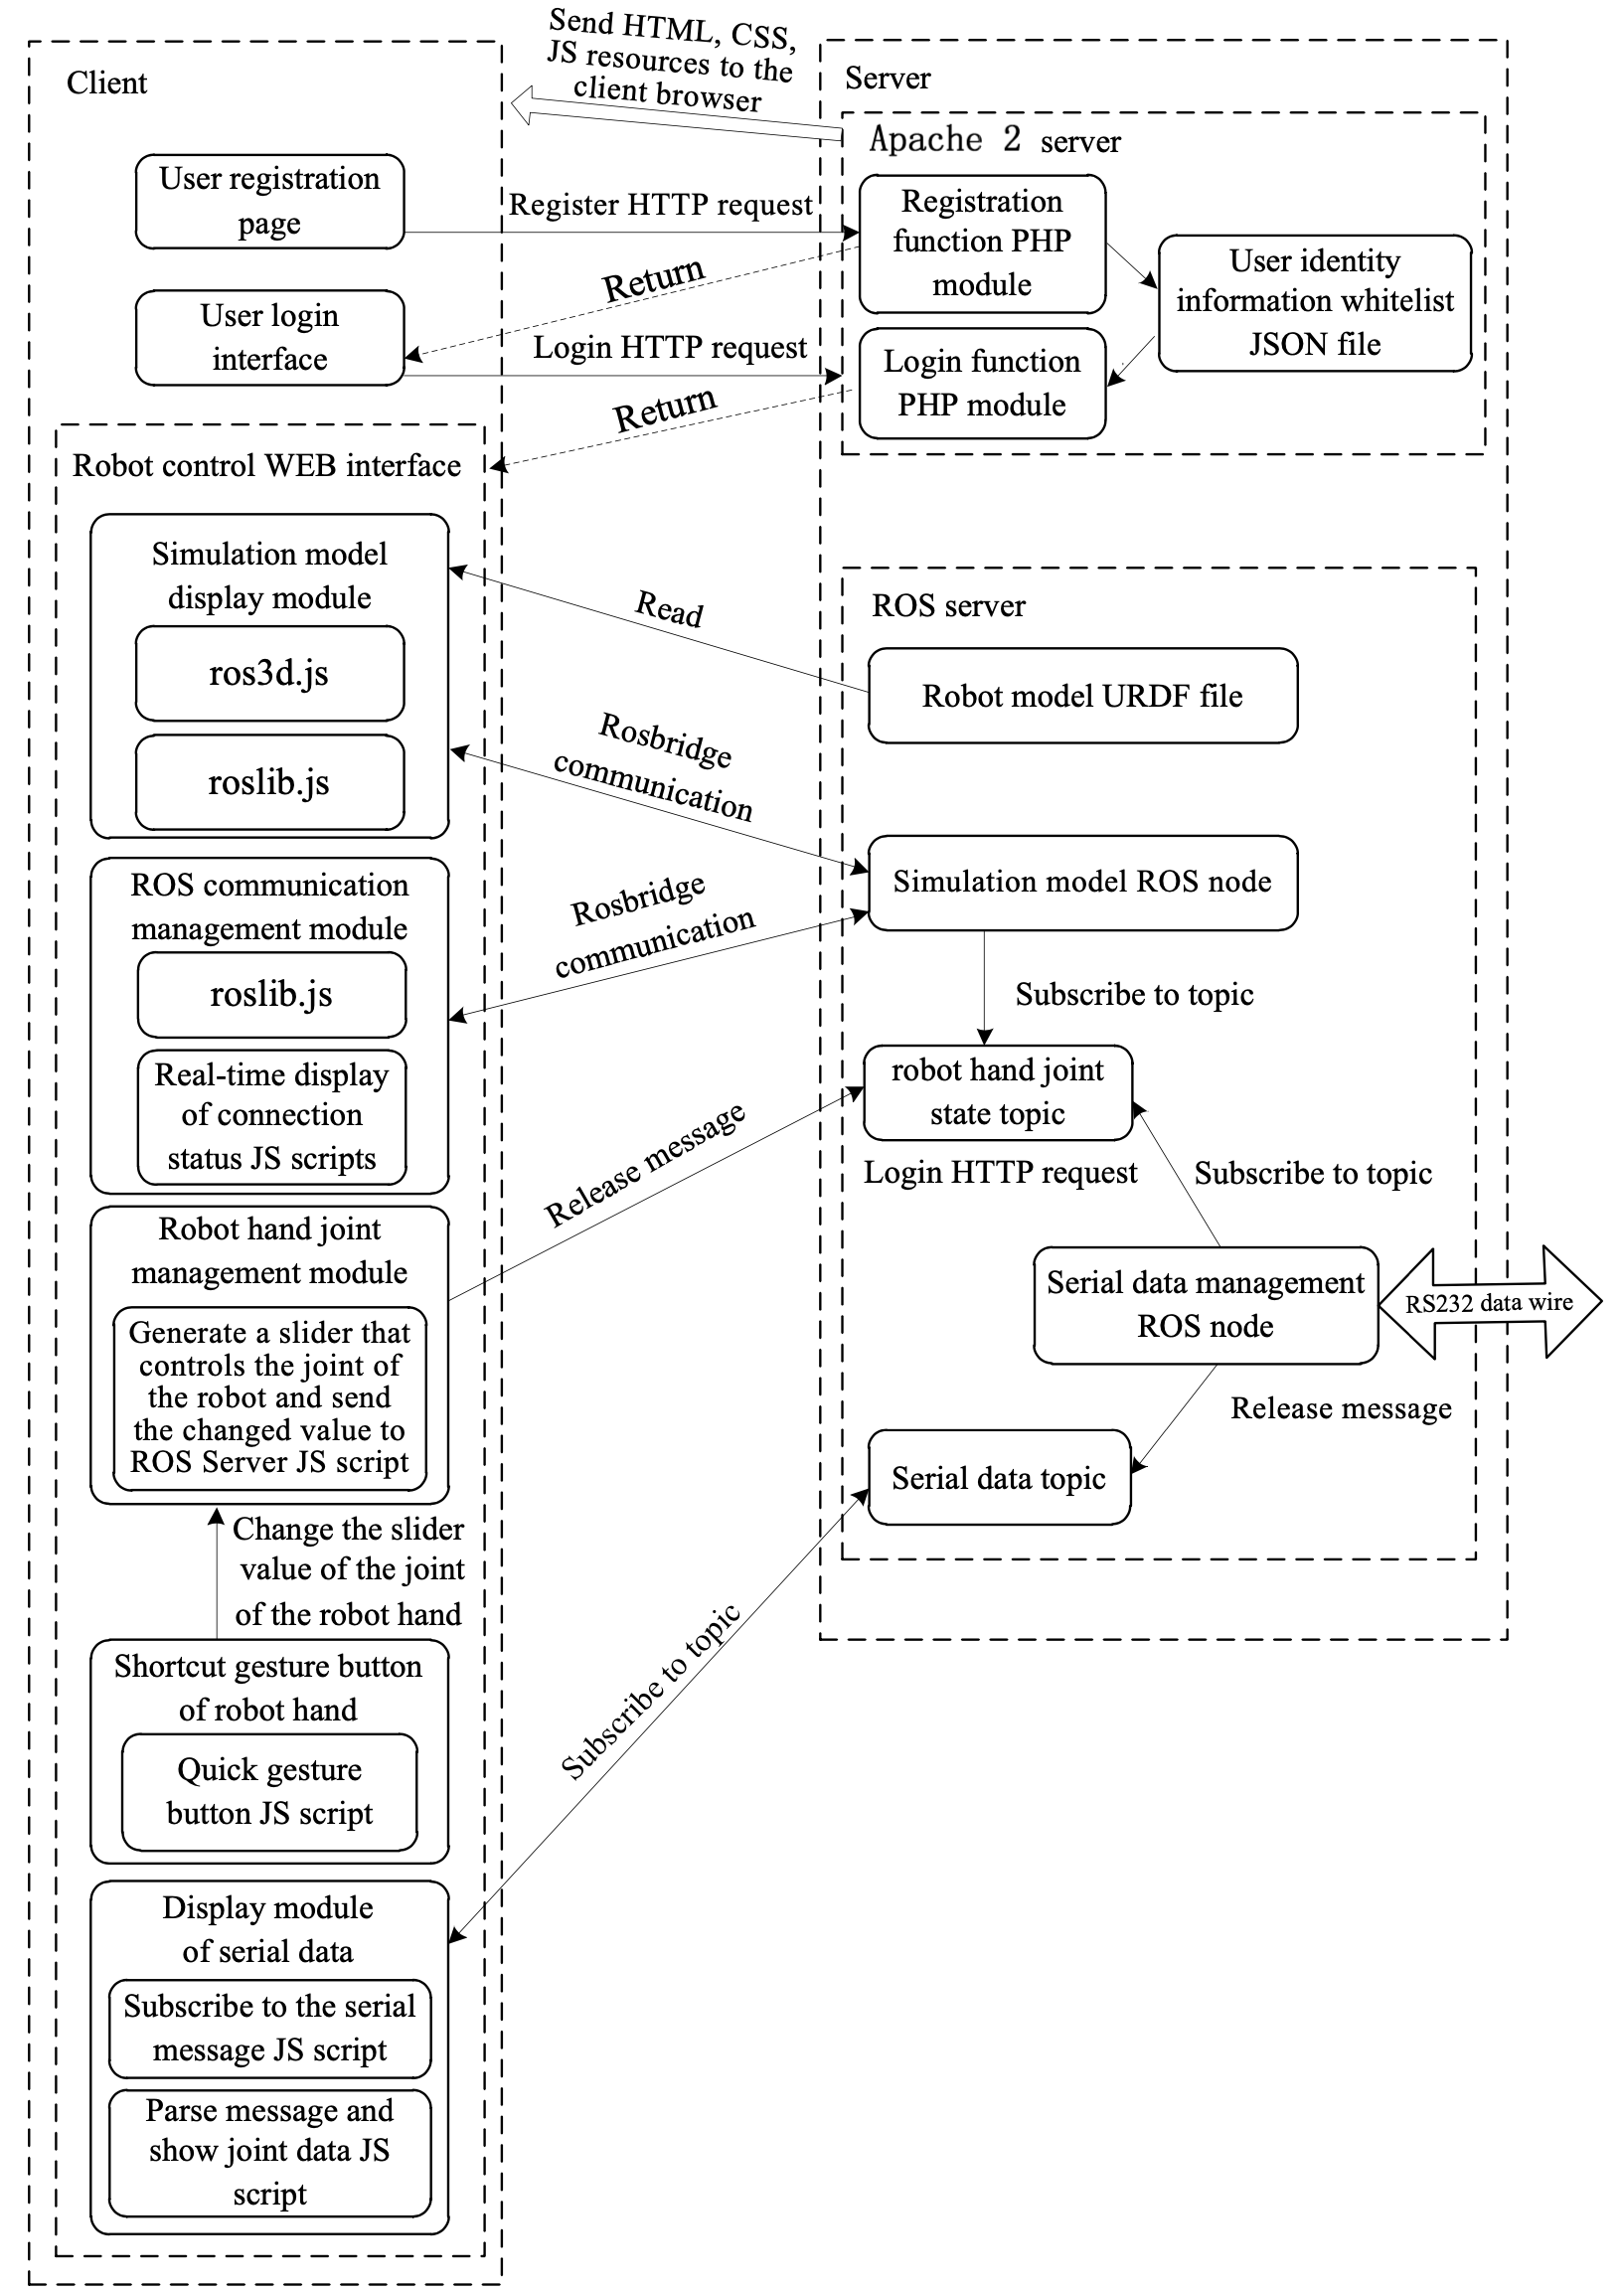 Send HTML, CSS,
JS resources to the
client browser
Client
User registration
page
User login
interface
Register HTTP request
Return
Login HTTP request
Return
Server
Apache 2 server
Registration
function PHP
module
User identity
information whitelist
JSON file
Login function
PHP module
Robot control WEB interface
Simulation model
display module
ros3d.js
roslib.js
Read
Rosbridge
communication
ROS server
Robot model URDF file
Simulation model ROS node
ROS communication
management module
roslib.js
Real-time display
of connection
status JS scripts
Rosbridge
communication
Subscribe to topic
robot hand joint
state topic
Login HTTP request
Subscribe to topic
Release message
Robot hand joint
management module
Generate a slider that
controls the joint of
the robot and send
the changed value to
ROS Server JS script
Serial data management
ROS node
RS232 data wire
Release message
Serial data topic
Change the slider
value of the joint
of the robot hand
Subscribe to topic
Shortcut gesture button
of robot hand
Quick gesture
button JS script
Display module
of serial data
Subscribe to the serial
message JS script
Parse message and
show joint data JS
script